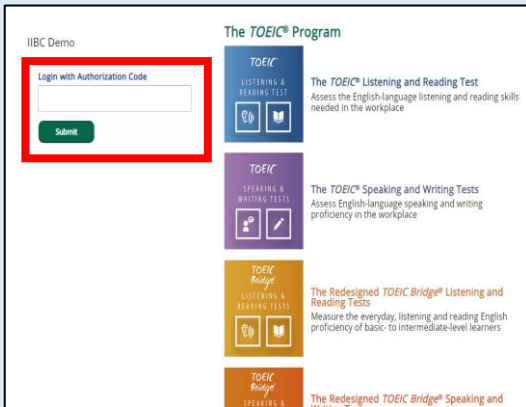 IIBC Demo
Login with Authorization Code
Submit
The TOEIC® Program
TOEIC
LISTENING &
READING TEST
The TOEIC® Listening and Reading Test
Assess the English-language listening and reading skills
needed in the workplace
TOEIC
SPEAKING &
WRITING TESTS
The TOEIC® Speaking and Writing Tests
Assess English-language speaking and writing
proficiency in the workplace
TOEIC
Bridge
LISTENING &
READING TESTS
The Redesigned TOEIC Bridge® Listening and
Reading Tests
Measure the everyday, listening and reading English
proficiency of basic- to intermediate-level learners
TOEIC
Bridge
SPEAKING &
The Redesigned TOEIC Bridge® Speaking and
Writing Tests